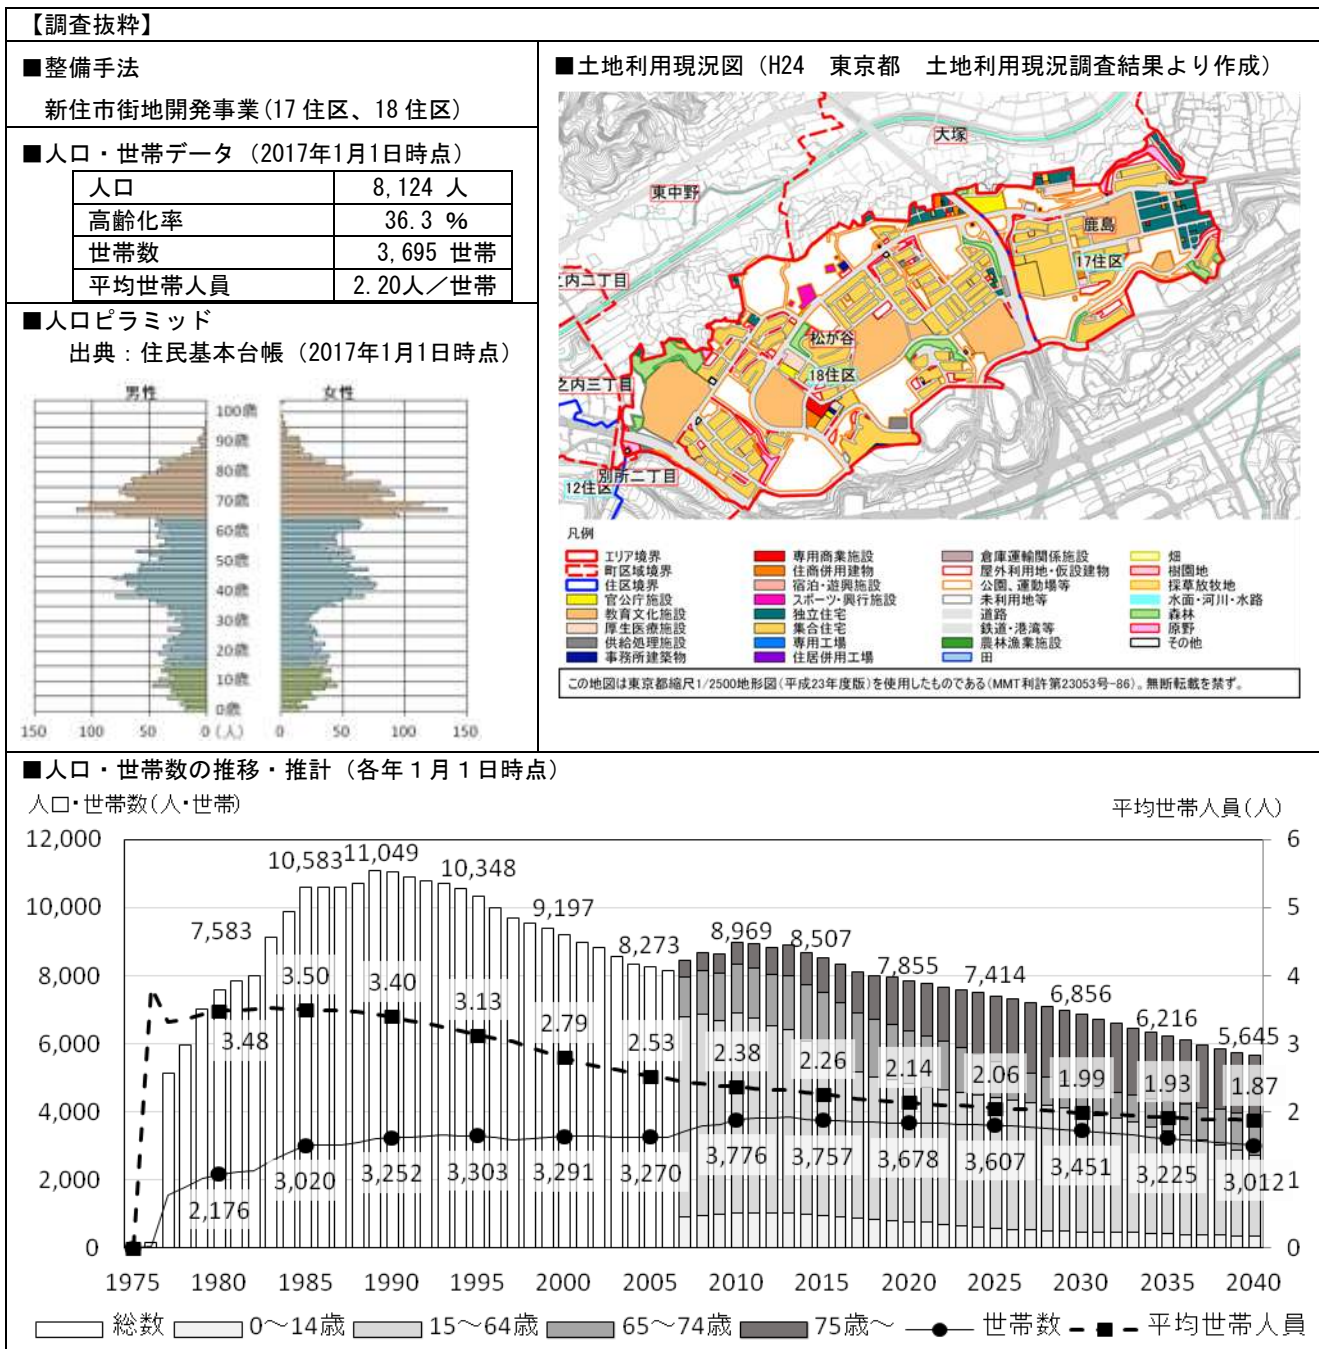 【調査抜粋】
■整備手法
新住市街地開発事業(17住区、18住区)
■人口・世帯データ（2017年1月1日時点）
人口 8,124 人
高齢化率 36.3 %
世帯数 3,695 世帯
平均世帯人員 2.20人／世帯
■人口ピラミッド
出典：住民基本台帳（2017年1月1日時点）
男性 女性
100歳
90歳
80歳
70歳
60歳
50歳
40歳
30歳
20歳
10歳
0歳
150 100 50 0 (人) 0 50 100 150
■土地利用現況図（H24 東京都 土地利用現況調査結果より作成）
大塚
東中野
鹿島
17住区
之内二丁目
松が谷
18住区
之内三丁目
別所二丁目
12住区
凡例
エリア境界
町区域境界
住区境界
官公庁施設
教育文化施設
厚生医療施設
供給処理施設
事務所建築物
専用商業施設
住商併用建物
宿泊・遊興施設
スポーツ・興行施設
独立住宅
集合住宅
専用工場
住居併用工場
倉庫運輸関係施設
屋外利用地・仮設建物
公園、運動場等
未利用地等
道路
鉄道・港湾等
農林漁業施設
田
畑
樹園地
採草放牧地
水面・河川・水路
森林
原野
その他
この地図は東京都縮尺1/2500地形図（平成23年度版）を使用したものである（MMT利許第23053号-86）。無断転載を禁ず。
■人口・世帯数の推移・推計（各年１月１日時点）
人口・世帯数(人・世帯) 平均世帯人員(人)
12,000 10,000 8,000 6,000 4,000 2,000 0
6 5 4 3 2 1 0
7,583 10,583 11,049 10,348 9,197 8,273 8,969 8,507 7,855 7,414 6,856 6,216 5,645
3.48 3.50 3.40 3.13 2.79 2.53 2.38 2.26 2.14 2.06 1.99 1.93 1.87
2,176 3,020 3,252 3,303 3,291 3,270 3,776 3,757 3,678 3,607 3,451 3,225 3,012
1975 1980 1985 1990 1995 2000 2005 2010 2015 2020 2025 2030 2035 2040
総数 0～14歳 15～64歳 65～74歳 75歳～ 世帯数 平均世帯人員